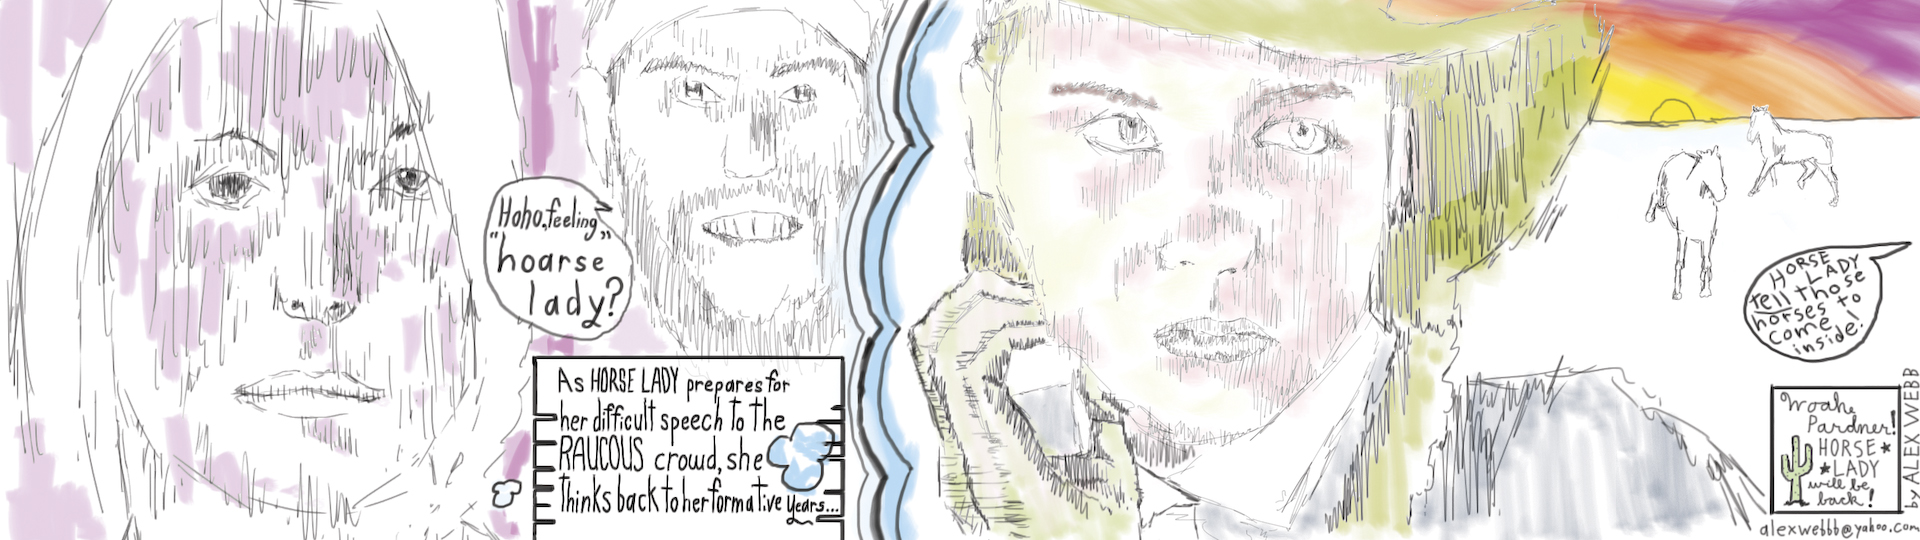 Hoho, feeling
"hoarse
lady?"
As HORSE LADY prepares for
her difficult speech to the
RAUCOUS crowd, she
thinks back to her formative years...
HORSE
LADY
tell those
horses to
come
inside!
Woahe
Pardner!
HORSE*
*LADY
will be
back!
by ALEX WEBB
alexwebbb@yahoo.com